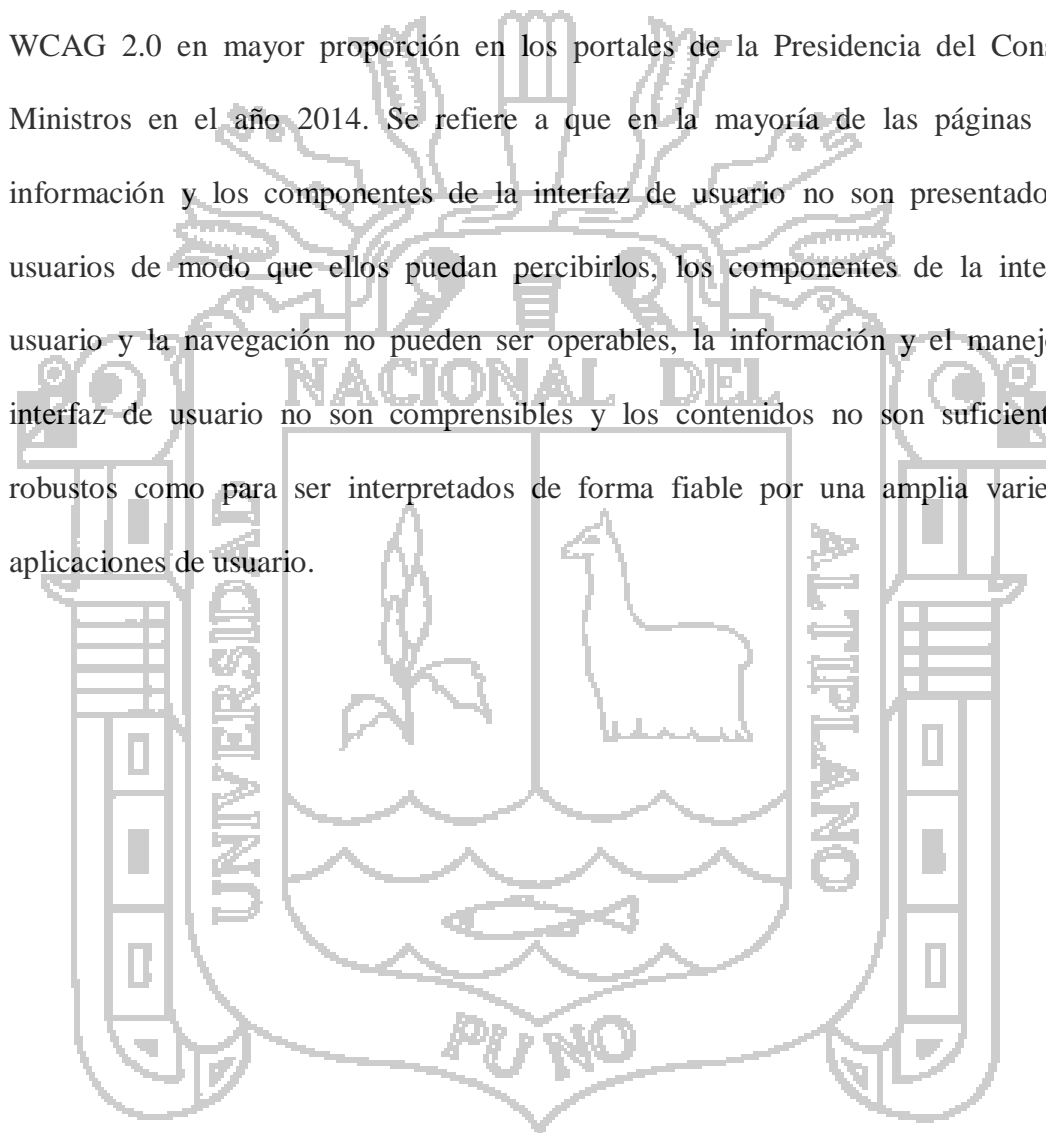 WCAG 2.0 en mayor proporción en los portales de la Presidencia del Cons
Ministros en el año 2014. Se refiere a que en la mayoría de las páginas
información y los componentes de la interfaz de usuario no son presentado
usuarios de modo que ellos puedan percibirlos, los componentes de la inte
usuario y la navegación no pueden ser operables, la información y el manej
interfaz de usuario no son comprensibles y los contenidos no son suficient
robustos como para ser interpretados de forma fiable por una amplia varie
aplicaciones de usuario.
UNIVERSIDAD
NACIONAL DEL
ALTIPLANO
PUNO